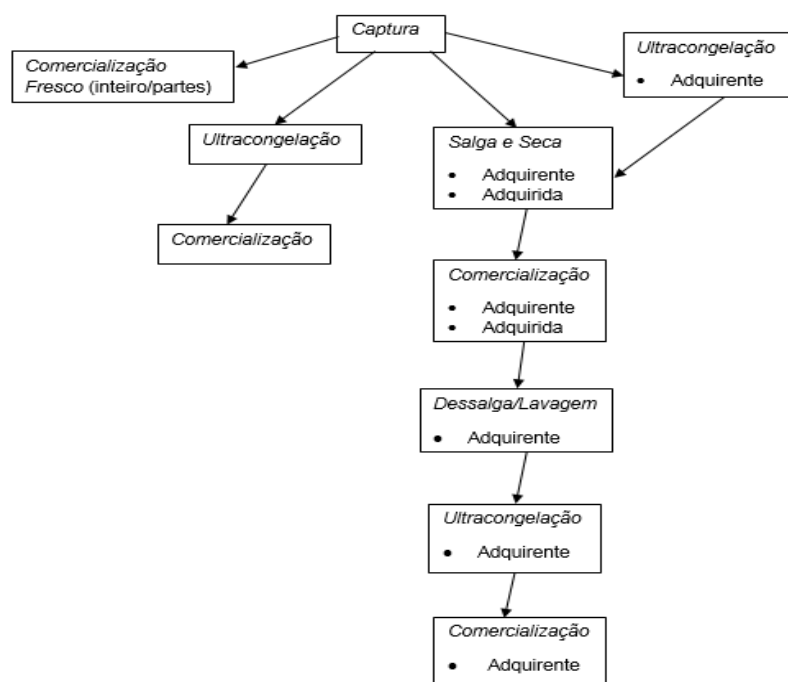 Captura
Comercialização
Fresco (inteiro/partes)
Ultracongelação
• Adquirente
Ultracongelação
Salga e Seca
• Adquirente
• Adquirida
Comercialização
Comercialização
• Adquirente
• Adquirida
Dessalga/Lavagem
• Adquirente
Ultracongelação
• Adquirente
Comercialização
• Adquirente